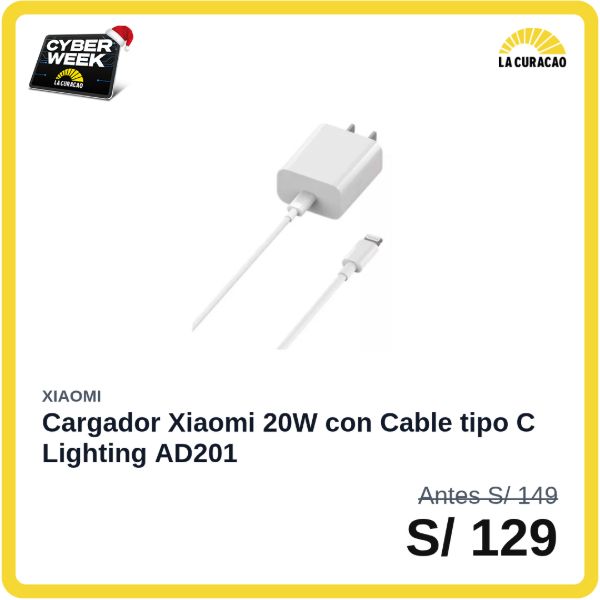 CYBER
WEEK
LA CURACAO
LA CURACAO
XIAOMI
Cargador Xiaomi 20W con Cable tipo C
Lighting AD201
Antes S/ 149
S/ 129